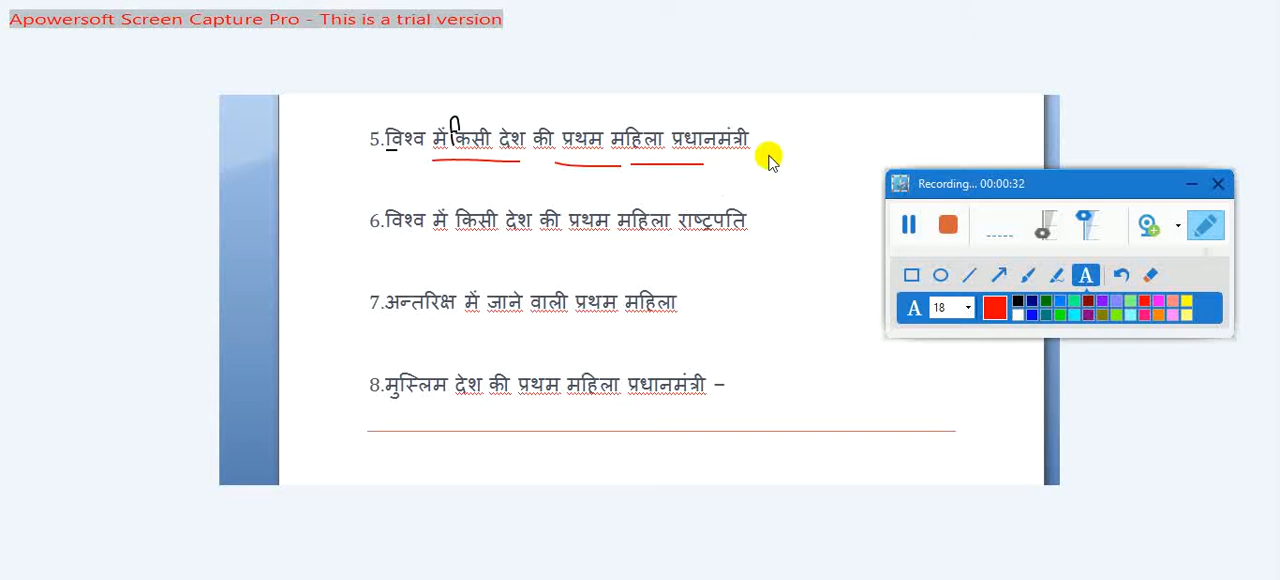 Apowersoft Screen Capture Pro - This is a trial version
5.विश्व में किसी देश की प्रथम महिला प्रधानमंत्री
Recording... 00:00:32
6.विश्व में किसी देश की प्रथम महिला राष्ट्रपति
A 18
7.अन्तरिक्ष में जाने वाली प्रथम महिला
8.मुस्लिम देश की प्रथम महिला प्रधानमंत्री –